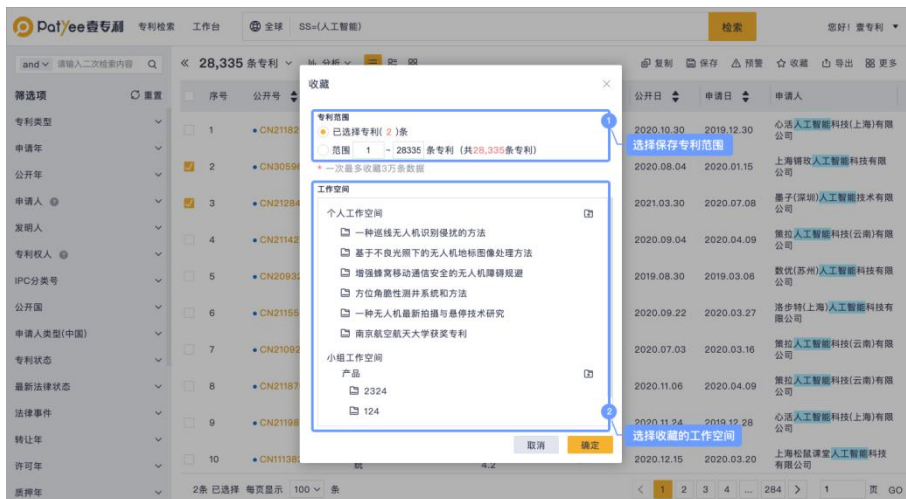 PatYee壹专利 专利检索 工作台 全球 SS=(人工智能) 检索 您好！壹专利
and 请输入二次检索内容 « 28,335 条专利 分析 复制 保存 预警 收藏 导出 更多
收藏
筛选项 重置 序号 公开号 公开日 申请日 申请人
专利范围
已选择专利( 2 )条 1
范围 1 ~ 28335 条专利（共28,335条专利） 选择保存专利范围
* 一次最多收藏3万条数据
专利类型 1 CN21182 2020.10.30 2019.12.30 心活人工智能科技(上海)有限公司
申请年
公开年 2 CN30596 2020.08.04 2020.01.15 上海锵玫人工智能科技有限公司
工作空间
申请人 3 CN21284 2021.03.30 2020.07.08 墨子(深圳)人工智能技术有限公司
个人工作空间
发明人 一种巡线无人机识别侵扰的方法
专利权人 4 CN21142 2020.09.04 2020.04.09 策拉人工智能科技(云南)有限公司
基于不良光照下的无人机地标图像处理方法
IPC分类号 5 CN20932 增强蜂窝移动通信安全的无人机障碍规避 2019.08.30 2019.03.06 数优(苏州)人工智能科技有限公司
方位角脆性测井系统和方法
公开国 6 CN21155 一种无人机最新拍摄与悬停技术研究 2020.09.22 2020.03.27 洛步特(上海)人工智能科技有限公司
申请人类型(中国) 南京航空航天大学获奖专利
专利状态 7 CN21092 2020.07.03 2020.03.16 策拉人工智能科技(云南)有限公司
小组工作空间
产品
最新法律状态 8 CN21187 2324 2020.11.06 2020.04.09 策拉人工智能科技(云南)有限公司
法律事件 124 2
转让年 9 CN21198 2020.11.24 2019.12.28 心活人工智能科技(上海)有限公司
选择收藏的工作空间
取消 确定
许可年 10 CN111382 统 4.2 2020.12.15 2020.03.20 上海松鼠课堂人工智能科技有限公司
质押年 2条 已选择 每页显示 100 条 < 1 2 3 4 ... 284 > 1 页 GO